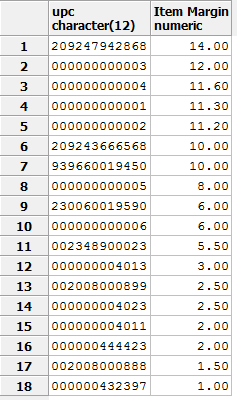 upc Item Margin
character(12) numeric
1 209247942868 14.00
2 000000000003 12.00
3 000000000004 11.60
4 000000000001 11.30
5 000000000002 11.20
6 209243666568 10.00
7 939660019450 10.00
8 000000000005 8.00
9 230060019590 6.00
10 000000000006 6.00
11 002348900023 5.50
12 000000004013 3.00
13 002008000899 2.50
14 000000004023 2.50
15 000000004011 2.00
16 000000444423 2.00
17 002008000888 1.50
18 000000432397 1.00